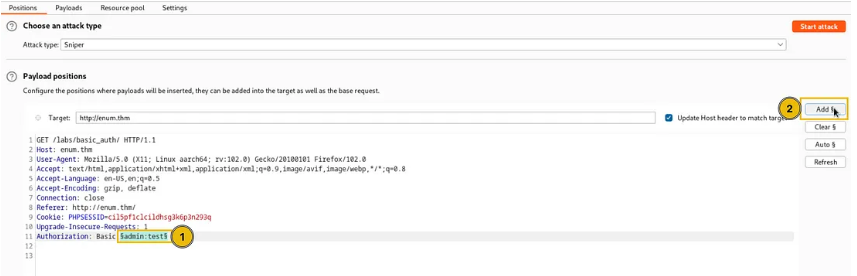 Positions Payloads Resource pool Settings
Choose an attack type
Start attack
Attack type: Sniper
Payload positions
Configure the positions where payloads will be inserted, they can be added into the target as well as the base request.
2 Add §
Target: http://enum.thm Update Host header to match target
Clear §
Auto §
Refresh
1 GET /labs/basic_auth/ HTTP/1.1
2 Host: enum.thm
3 User-Agent: Mozilla/5.0 (X11; Linux aarch64; rv:102.0) Gecko/20100101 Firefox/102.0
4 Accept: text/html,application/xhtml+xml,application/xml;q=0.9,image/avif,image/webp,*/*;q=0.8
5 Accept-Language: en-US,en;q=0.5
6 Accept-Encoding: gzip, deflate
7 Connection: close
8 Referer: http://enum.thm/
9 Cookie: PHPSESSID=cil5pf1clcildhsg3k6p3n293q
10 Upgrade-Insecure-Requests: 1
11 Authorization: Basic §admin:test§ 1
12
13